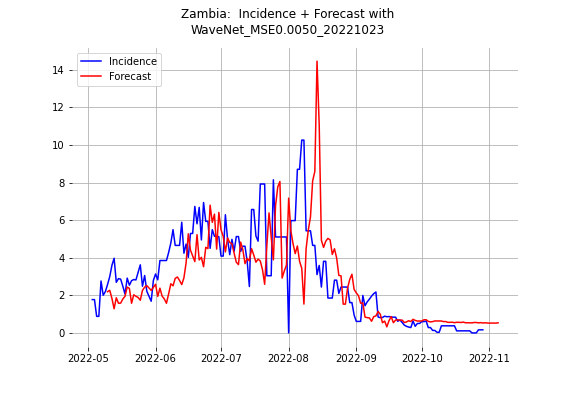 Zambia:  Incidence + Forecast with
WaveNet_MSE0.0050_20221023
Incidence
Forecast
14
12
10
8
6
4
2
0
2022-05 2022-06 2022-07 2022-08 2022-09 2022-10 2022-11